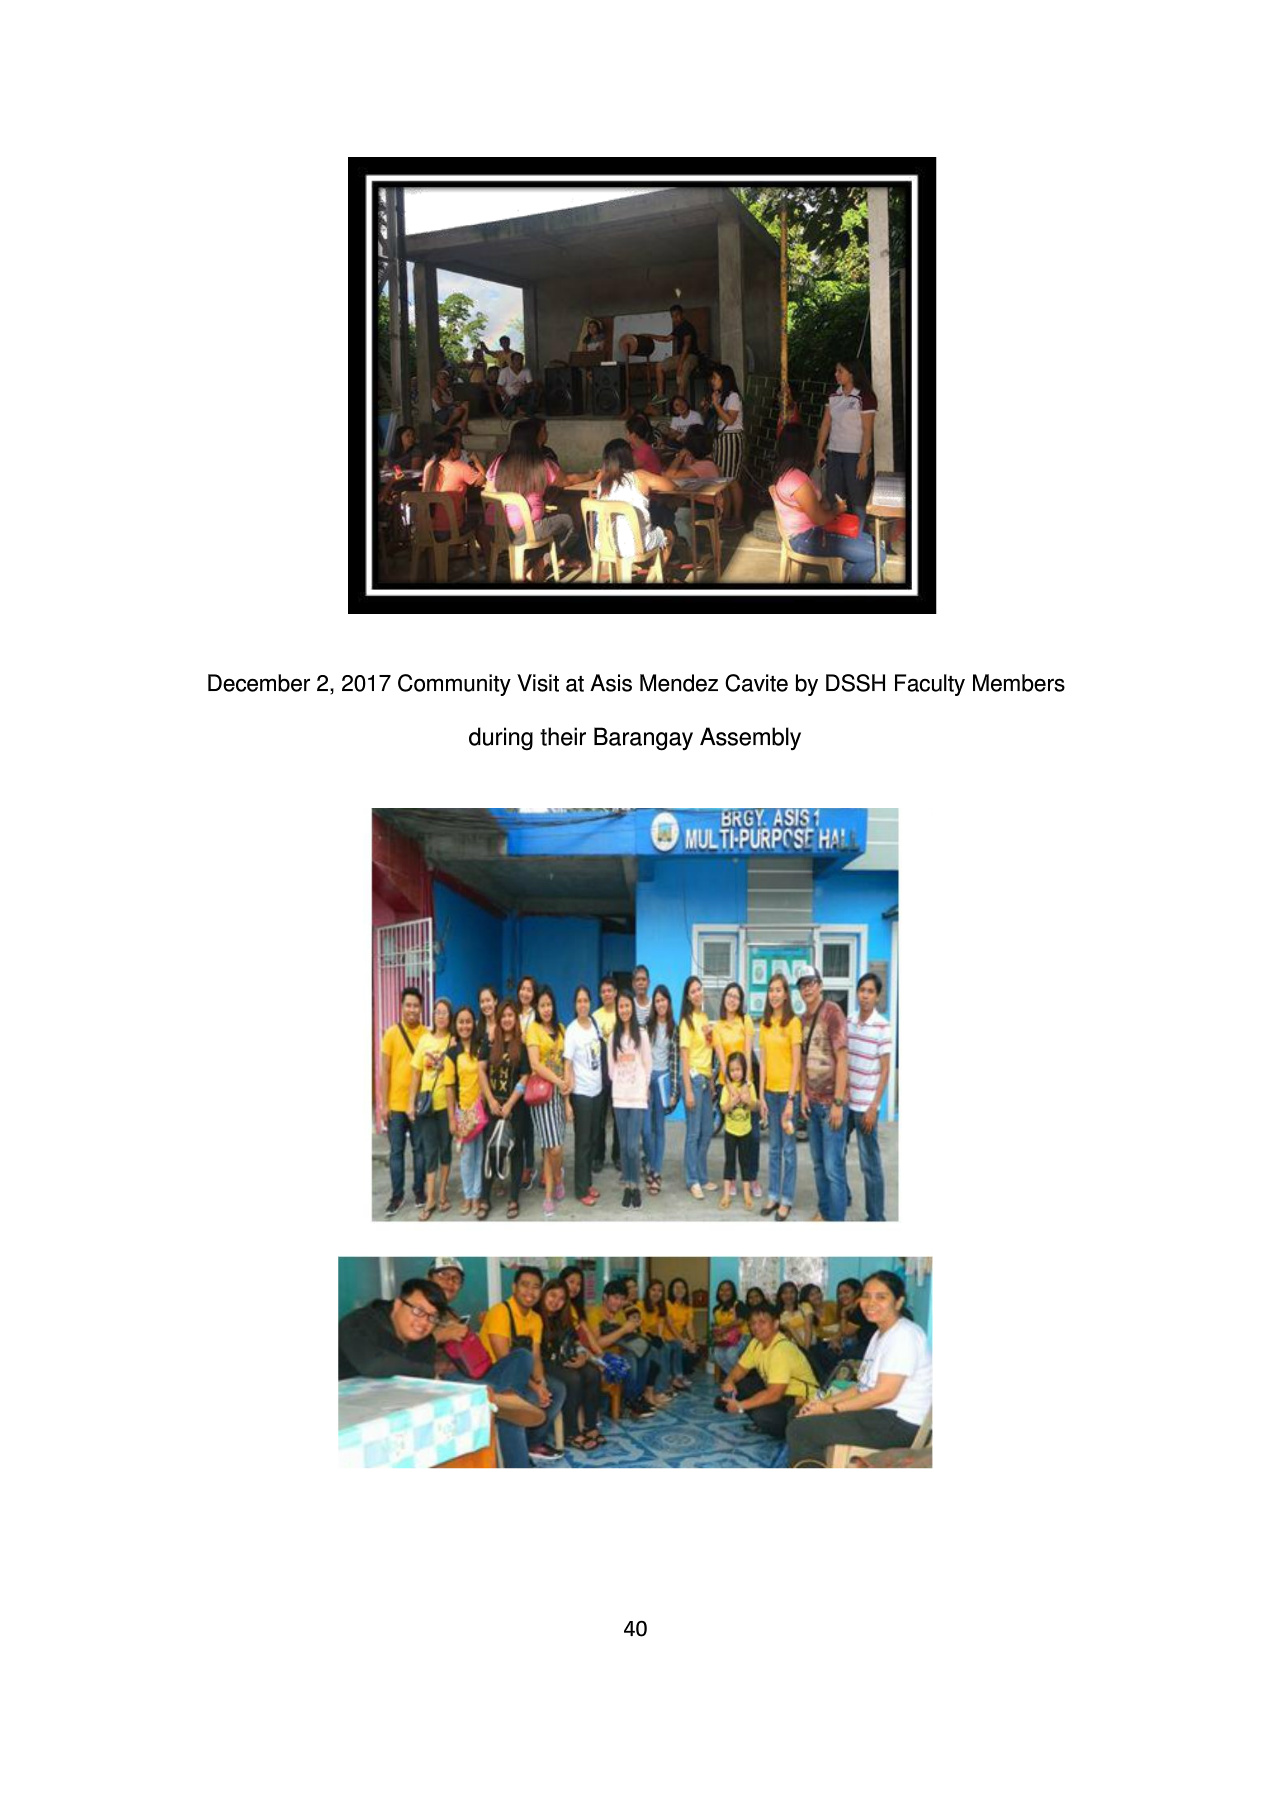 December 2, 2017 Community Visit at Asis Mendez Cavite by DSSH Faculty Members
during their Barangay Assembly
BRGY. ASIS 1
MULTI-PURPOSE HALL
40